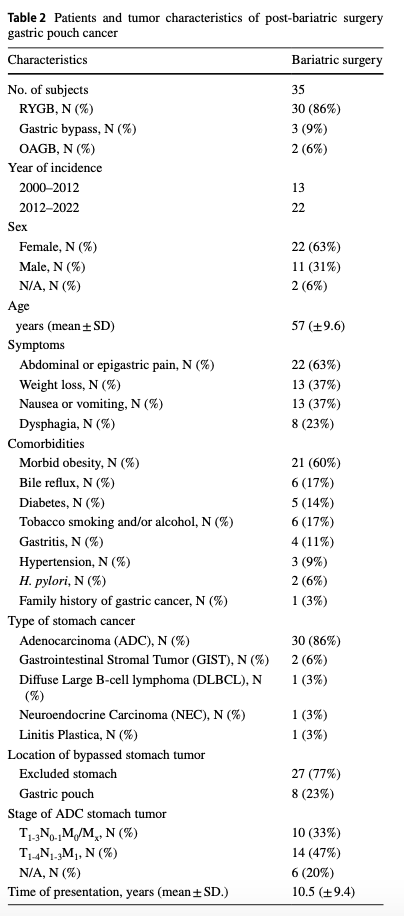 Table 2 Patients and tumor characteristics of post-bariatric surgery
gastric pouch cancer
Characteristics Bariatric surgery
No. of subjects 35
RYGB, N (%) 30 (86%)
Gastric bypass, N (%) 3 (9%)
OAGB, N (%) 2 (6%)
Year of incidence
2000–2012 13
2012–2022 22
Sex
Female, N (%) 22 (63%)
Male, N (%) 11 (31%)
N/A, N (%) 2 (6%)
Age
years (mean ± SD) 57 (±9.6)
Symptoms
Abdominal or epigastric pain, N (%) 22 (63%)
Weight loss, N (%) 13 (37%)
Nausea or vomiting, N (%) 13 (37%)
Dysphagia, N (%) 8 (23%)
Comorbidities
Morbid obesity, N (%) 21 (60%)
Bile reflux, N (%) 6 (17%)
Diabetes, N (%) 5 (14%)
Tobacco smoking and/or alcohol, N (%) 6 (17%)
Gastritis, N (%) 4 (11%)
Hypertension, N (%) 3 (9%)
H. pylori, N (%) 2 (6%)
Family history of gastric cancer, N (%) 1 (3%)
Type of stomach cancer
Adenocarcinoma (ADC), N (%) 30 (86%)
Gastrointestinal Stromal Tumor (GIST), N (%) 2 (6%)
Diffuse Large B-cell lymphoma (DLBCL), N 1 (3%)
(%)
Neuroendocrine Carcinoma (NEC), N (%) 1 (3%)
Linitis Plastica, N (%) 1 (3%)
Location of bypassed stomach tumor
Excluded stomach 27 (77%)
Gastric pouch 8 (23%)
Stage of ADC stomach tumor
T1-3N0-1M0/Mx, N (%) 10 (33%)
T1-4N1-3M1, N (%) 14 (47%)
N/A, N (%) 6 (20%)
Time of presentation, years (mean ± SD.) 10.5 (±9.4)